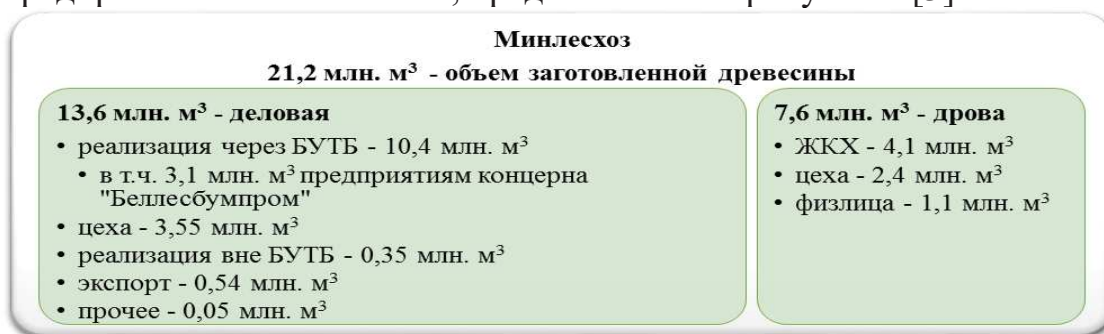 Минлесхоз
21,2 млн. м³ - объем заготовленной древесины
13,6 млн. м³ - деловая
• реализация через БУТБ - 10,4 млн. м³
• в т.ч. 3,1 млн. м³ предприятиям концерна
"Беллесбумпром"
• цеха - 3,55 млн. м³
• реализация вне БУТБ - 0,35 млн. м³
• экспорт - 0,54 млн. м³
• прочее - 0,05 млн. м³
7,6 млн. м³ - дрова
• ЖКХ - 4,1 млн. м³
• цеха - 2,4 млн. м³
• физлица - 1,1 млн. м³